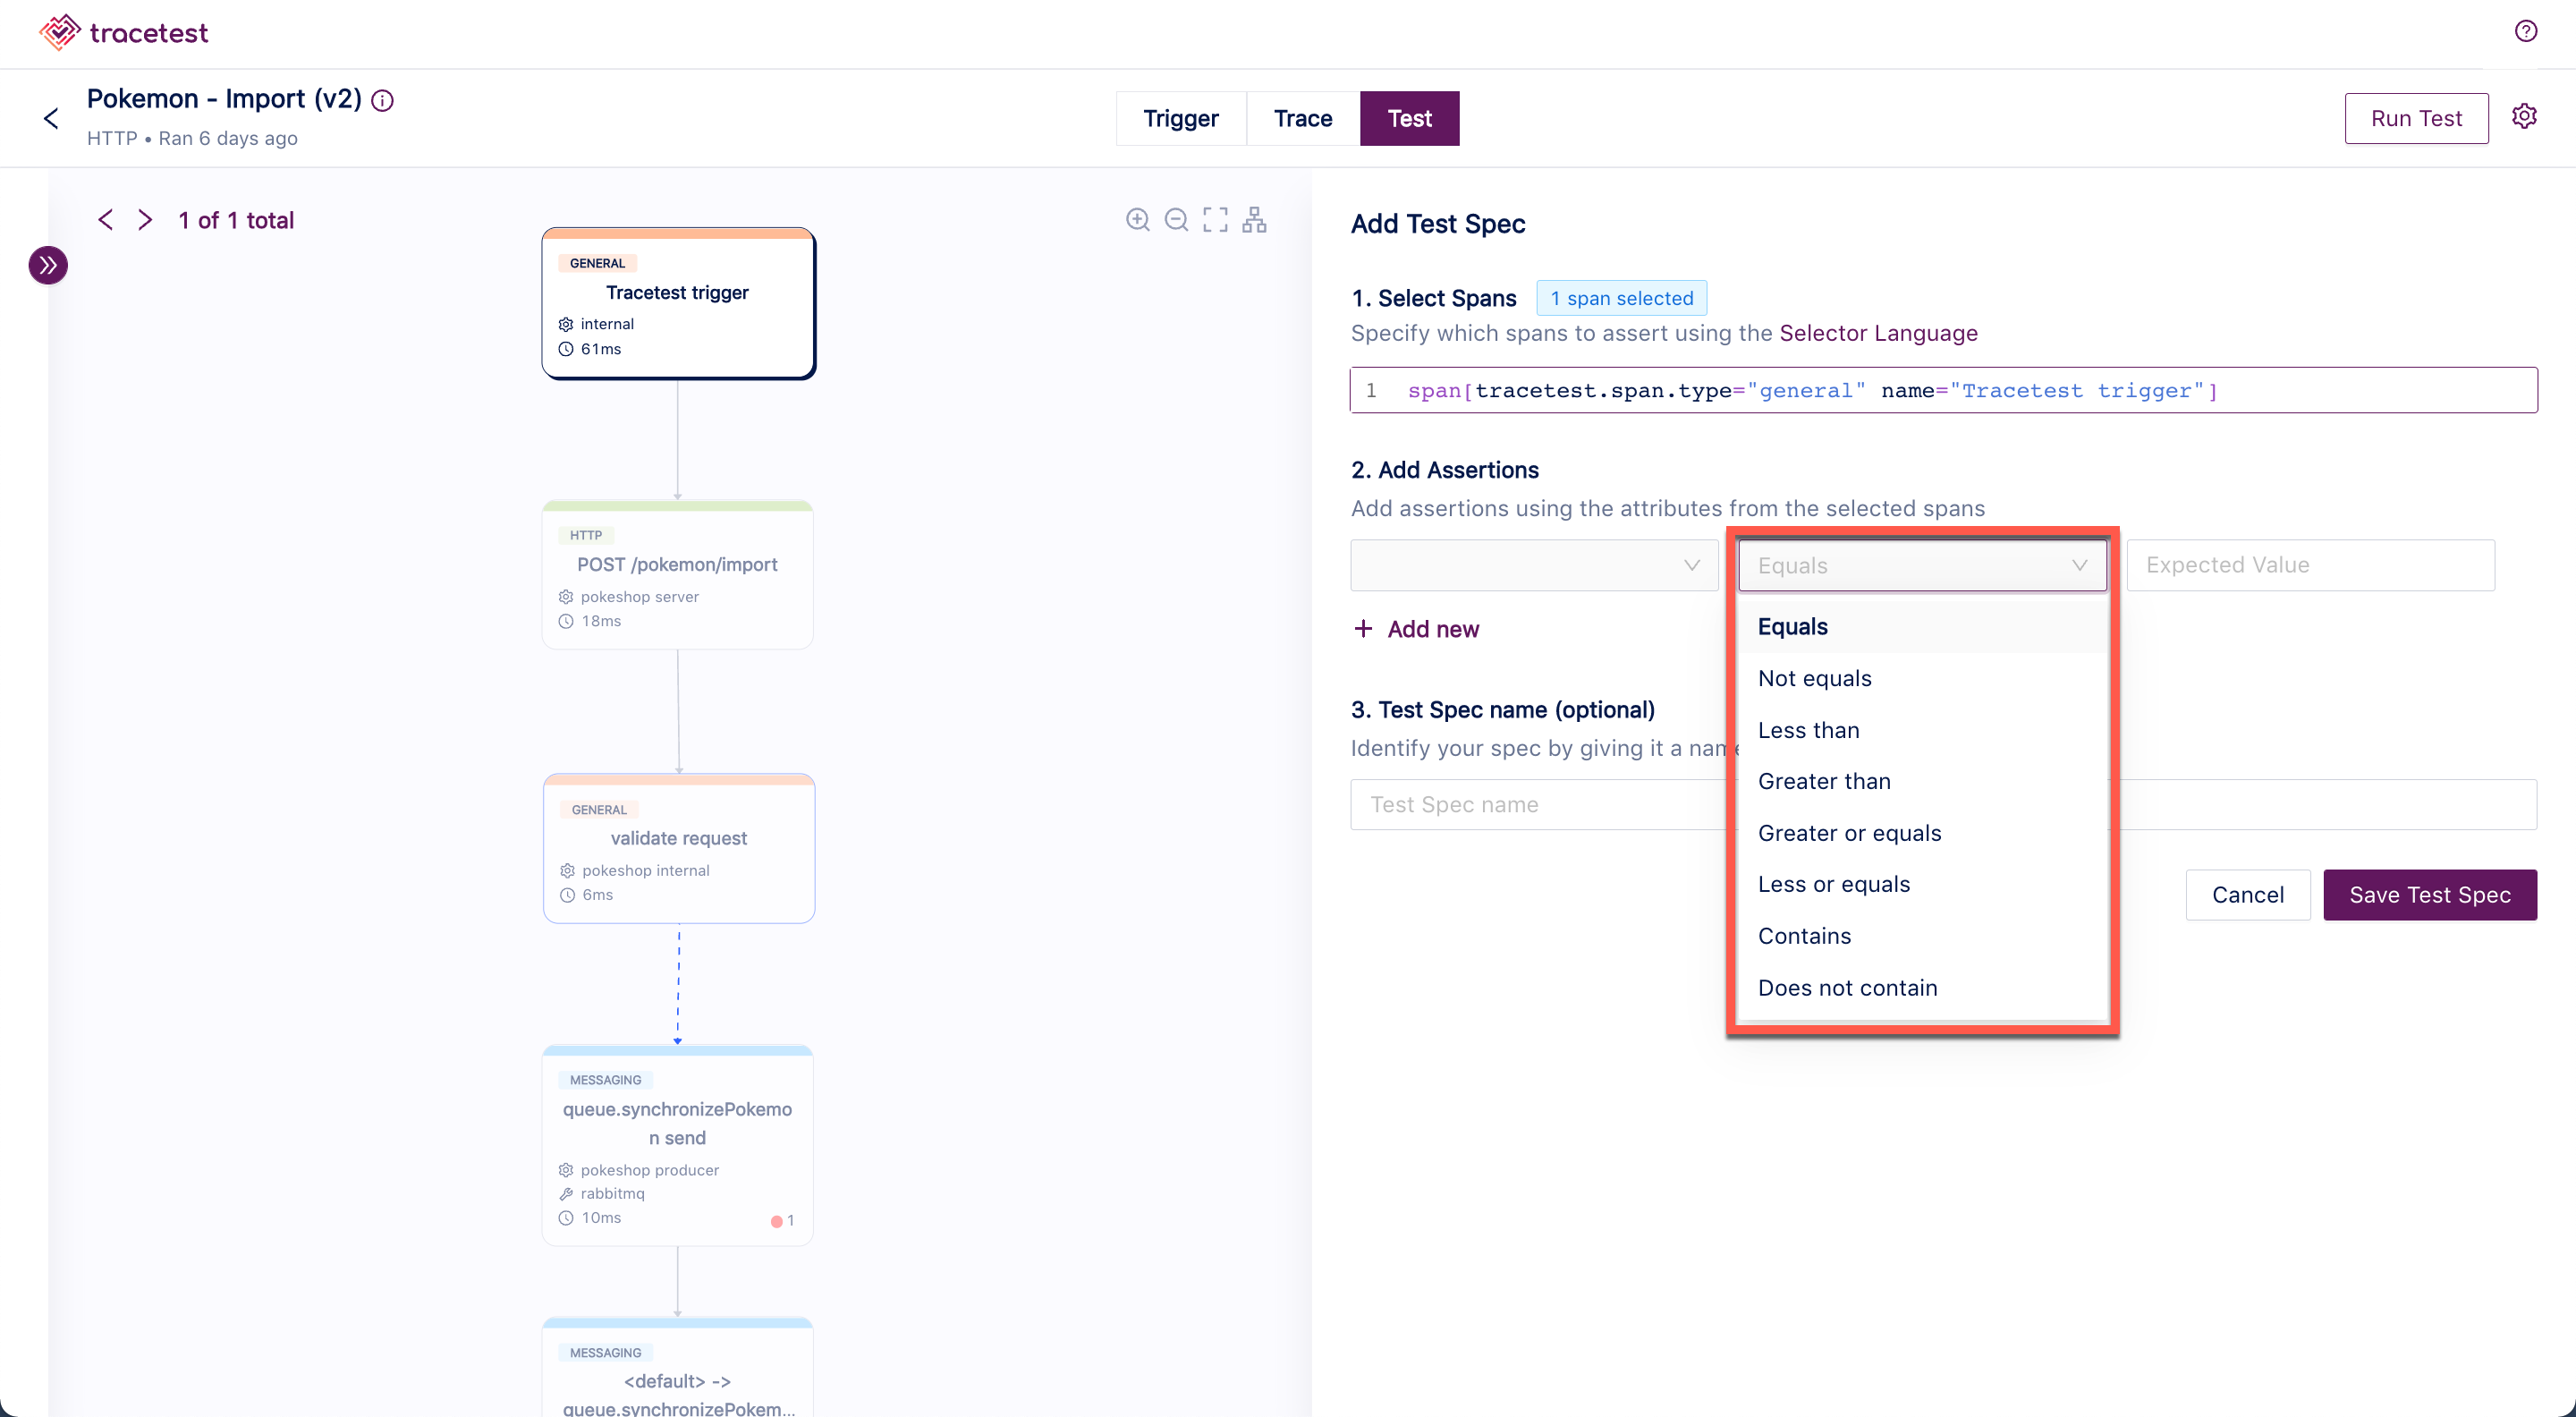 tracetest
Pokemon - Import (v2)
HTTP • Ran 6 days ago
Trigger
Trace
Test
Run Test
1 of 1 total
GENERAL
Tracetest trigger
internal
61ms
HTTP
POST /pokemon/import
pokeshop server
18ms
GENERAL
validate request
pokeshop internal
6ms
MESSAGING
queue.synchronizePokemo
n send
pokeshop producer
rabbitmq
10ms
1
MESSAGING
<default> ->
queue.synchronizePokem...
Add Test Spec
1. Select Spans
1 span selected
Specify which spans to assert using the Selector Language
1 span[tracetest.span.type="general" name="Tracetest trigger"]
2. Add Assertions
Add assertions using the attributes from the selected spans
Equals
Expected Value
Equals
Not equals
Less than
Greater than
Greater or equals
Less or equals
Contains
Does not contain
Add new
3. Test Spec name (optional)
Identify your spec by giving it a name
Test Spec name
Cancel
Save Test Spec